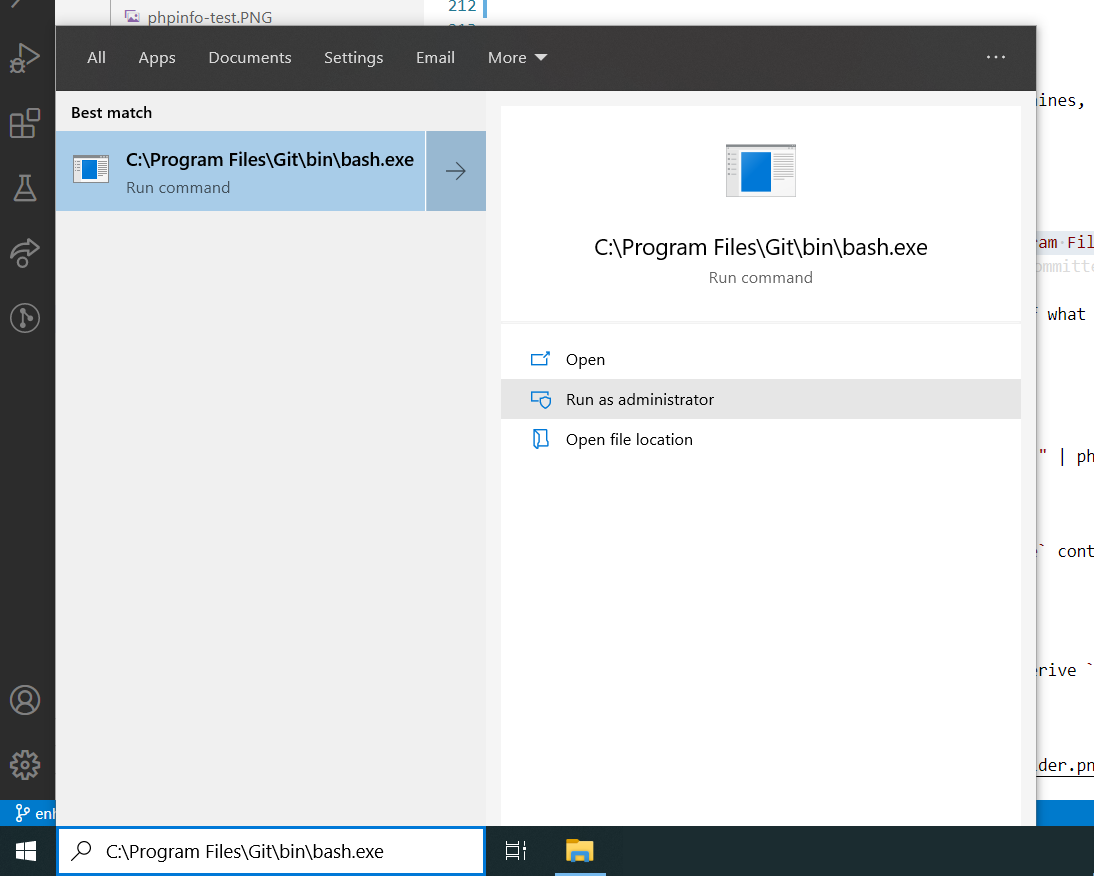 phpinfo-test.PNG
212
All Apps Documents Settings Email More
Best match
C:\Program Files\Git\bin\bash.exe
Run command
C:\Program Files\Git\bin\bash.exe
Run command
Open
Run as administrator
Open file location
ines,
am Fil
ommitte
what
" | ph
` cont
erive `
der.pn
enh
C:\Program Files\Git\bin\bash.exe